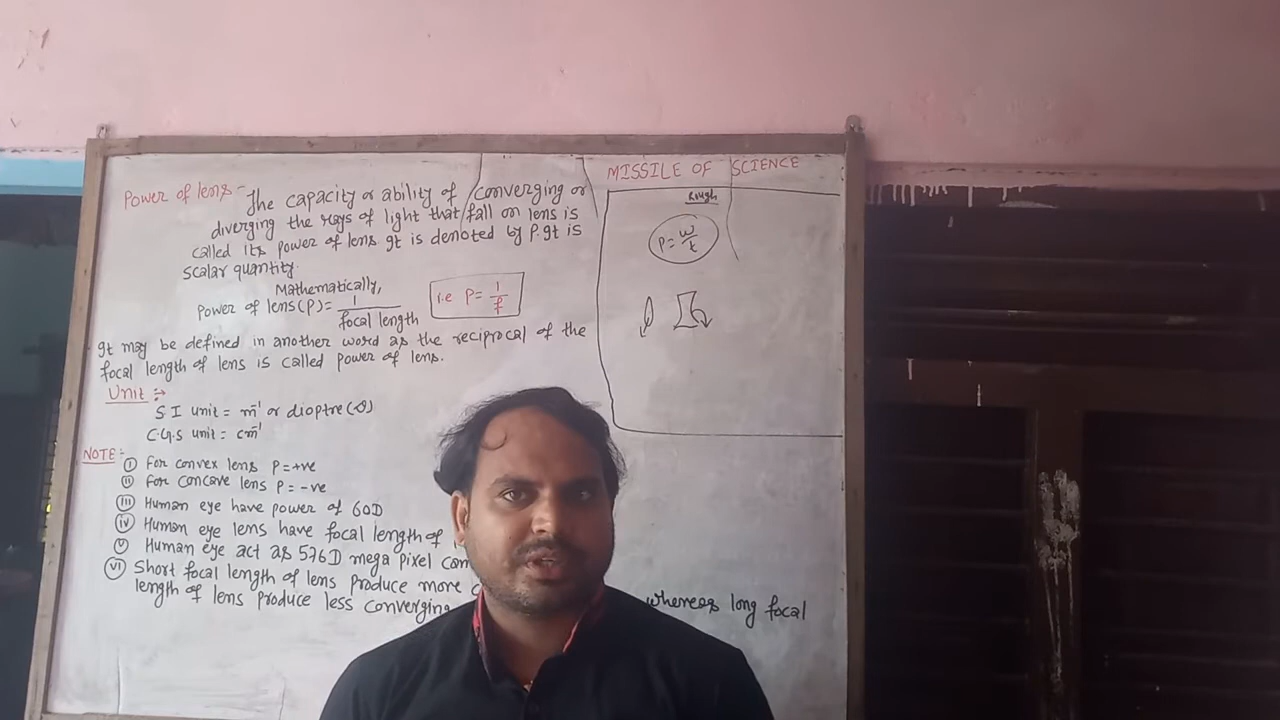 Power of lens - The capacity or ability of converging or
diverging the rays of light that fall on lens is
called its power of lens. It is denoted by P. It is
scalar quantity.
Mathematically,
Power of lens (P) = 1
focal length
i.e P = 1
f
It may be defined in another word as the reciprocal of the
focal length of lens is called power of lens.
Unit :-
S.I unit = m⁻¹ or dioptre (D)
C.G.S unit = cm⁻¹
NOTE :-
(i) For convex lens P = +ve
(ii) For concave lens P = -ve
(iii) Human eye have power of 60D
(iv) Human eye lens have focal length of
(v) Human eye act as 576D mega pixel
(vi) Short focal length of lens produce more
whereas long focal
length of lens produce less converging
MISSILE OF SCIENCE
Rough
P = w/t